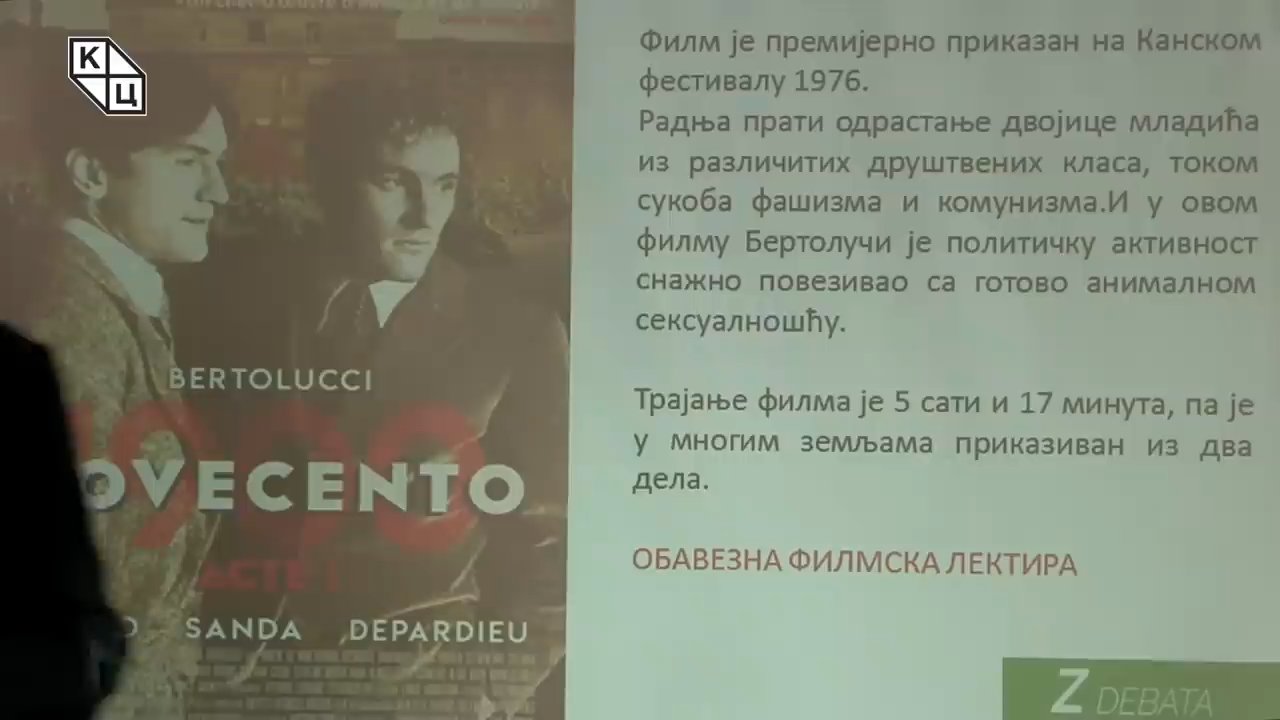 К
Ц
BERTOLUCCI
1900
OVECENTO
ACTE I
SANDA DEPARDIEU
Филм је премијерно приказан на Канском
фестивалу 1976.
Радња прати одрастање двојице младића
из различитих друштвених класа, током
сукоба фашизма и комунизма.И у овом
филму Бертолучи је политичку активност
снажно повезивао са готово анималном
сексуалношћу.
Трајање филма је 5 сати и 17 минута, па је
у многим земљама приказиван из два
дела.
ОБАВЕЗНА ФИЛМСКА ЛЕКТИРА
Z DEBATA